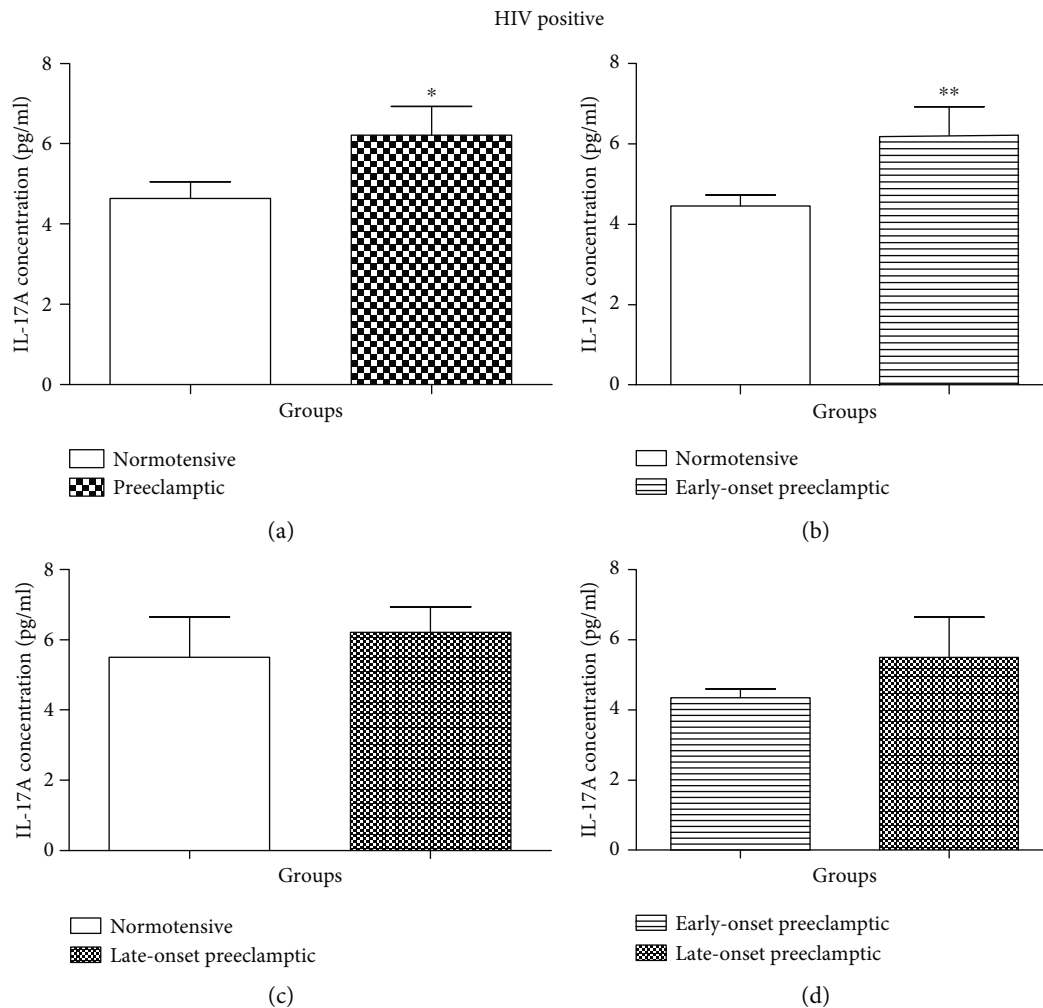 HIV positive
8
6
4
2
0
IL-17A concentration (pg/ml)
*
Groups
Normotensive
Preeclamptic
(a)
8
6
4
2
0
IL-17A concentration (pg/ml)
**
Groups
Normotensive
Early-onset preeclamptic
(b)
8
6
4
2
0
IL-17A concentration (pg/ml)
Groups
Normotensive
Late-onset preeclamptic
(c)
8
6
4
2
0
IL-17A concentration (pg/ml)
Groups
Early-onset preeclamptic
Late-onset preeclamptic
(d)